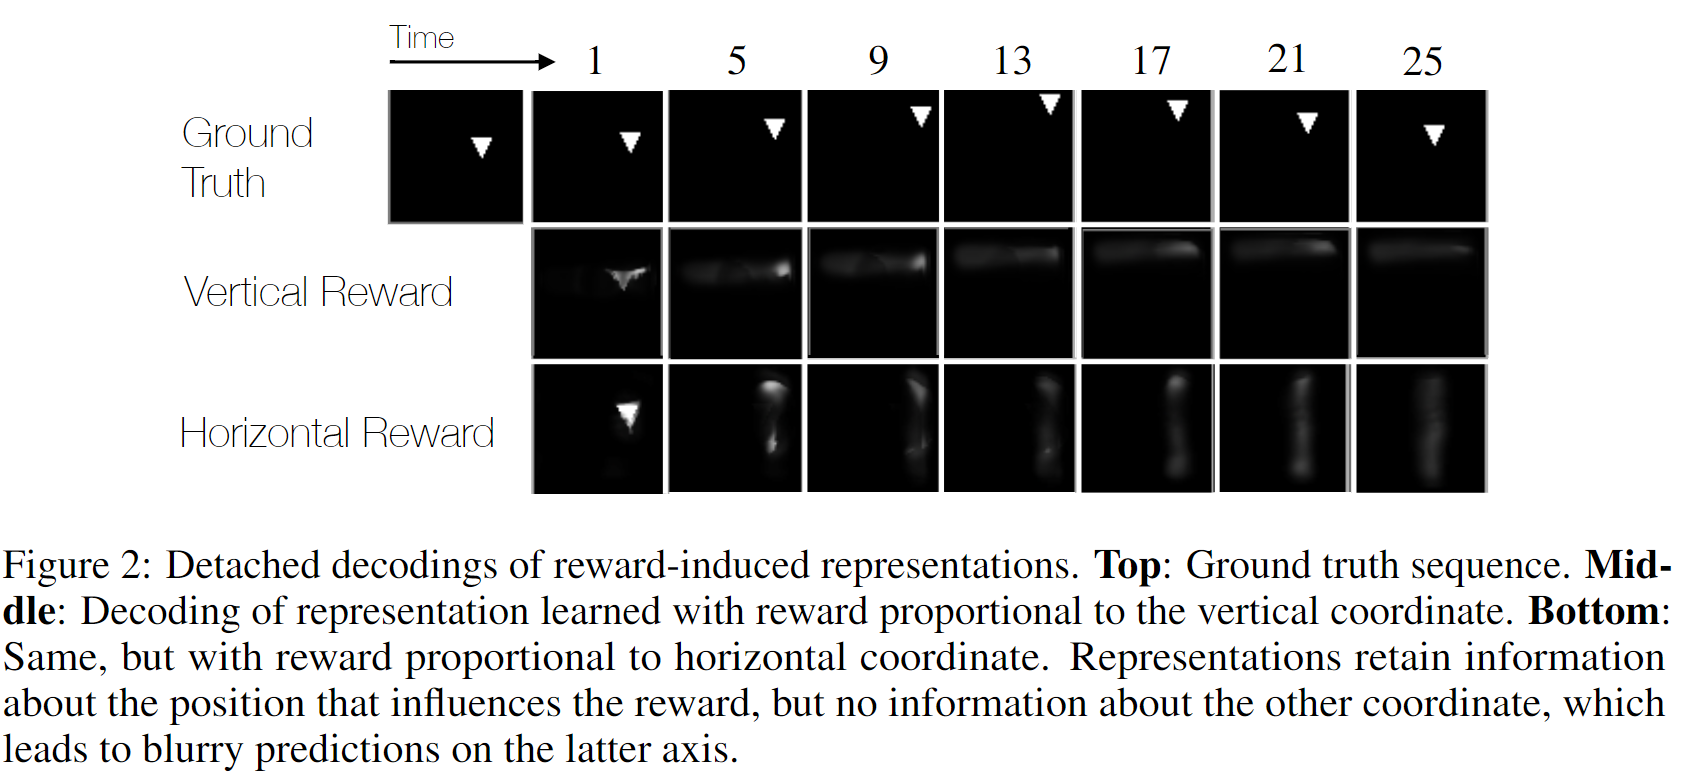 Time
1 5 9 13 17 21 25
Ground
Truth
Vertical Reward
Horizontal Reward
Figure 2: Detached decodings of reward-induced representations. Top: Ground truth sequence. Mid-
dle: Decoding of representation learned with reward proportional to the vertical coordinate. Bottom:
Same, but with reward proportional to horizontal coordinate. Representations retain information
about the position that influences the reward, but no information about the other coordinate, which
leads to blurry predictions on the latter axis.